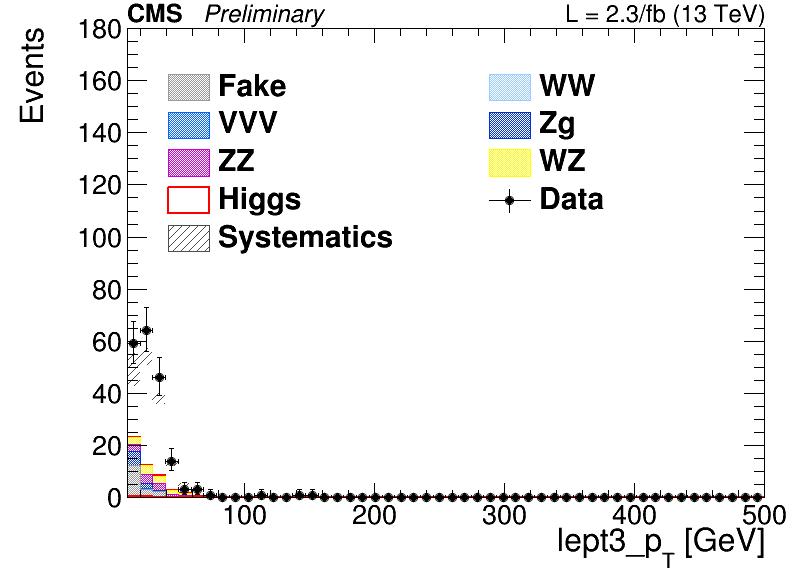 CMS Preliminary L = 2.3/fb (13 TeV)
Events
180
160
140
120
100
80
60
40
20
0
Fake WW
VVV Zg
ZZ WZ
Higgs Data
Systematics
100 200 300 400 500
lept3_p_T [GeV]